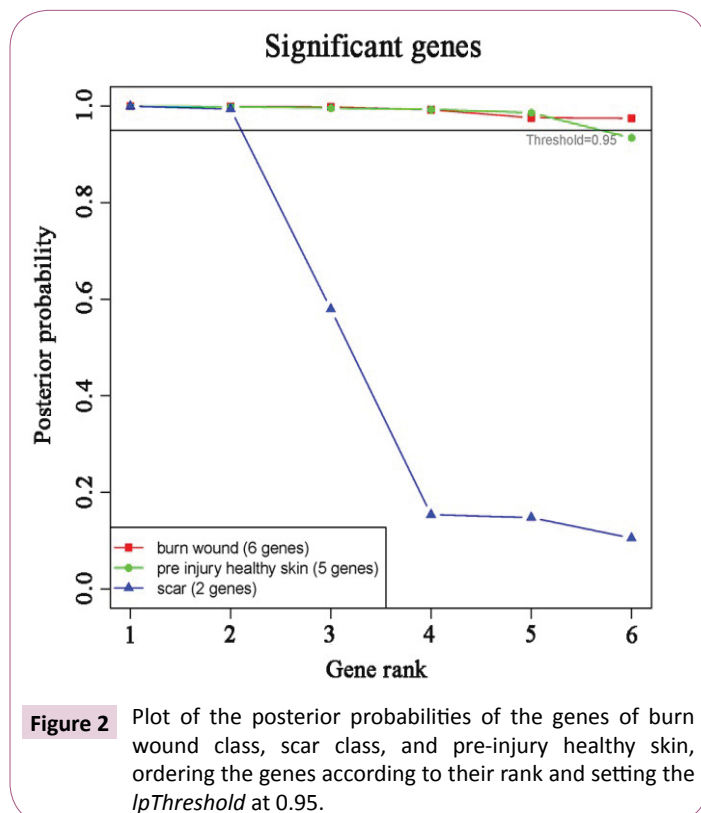 Significant genes
Posterior probability
1.0
0.8
0.6
0.4
0.2
0.0
Threshold=0.95
burn wound (6 genes)
pre injury healthy skin (5 genes)
scar (2 genes)
1 2 3 4 5 6
Gene rank
Figure 2 Plot of the posterior probabilities of the genes of burn
wound class, scar class, and pre-injury healthy skin,
ordering the genes according to their rank and setting the
lpThreshold at 0.95.